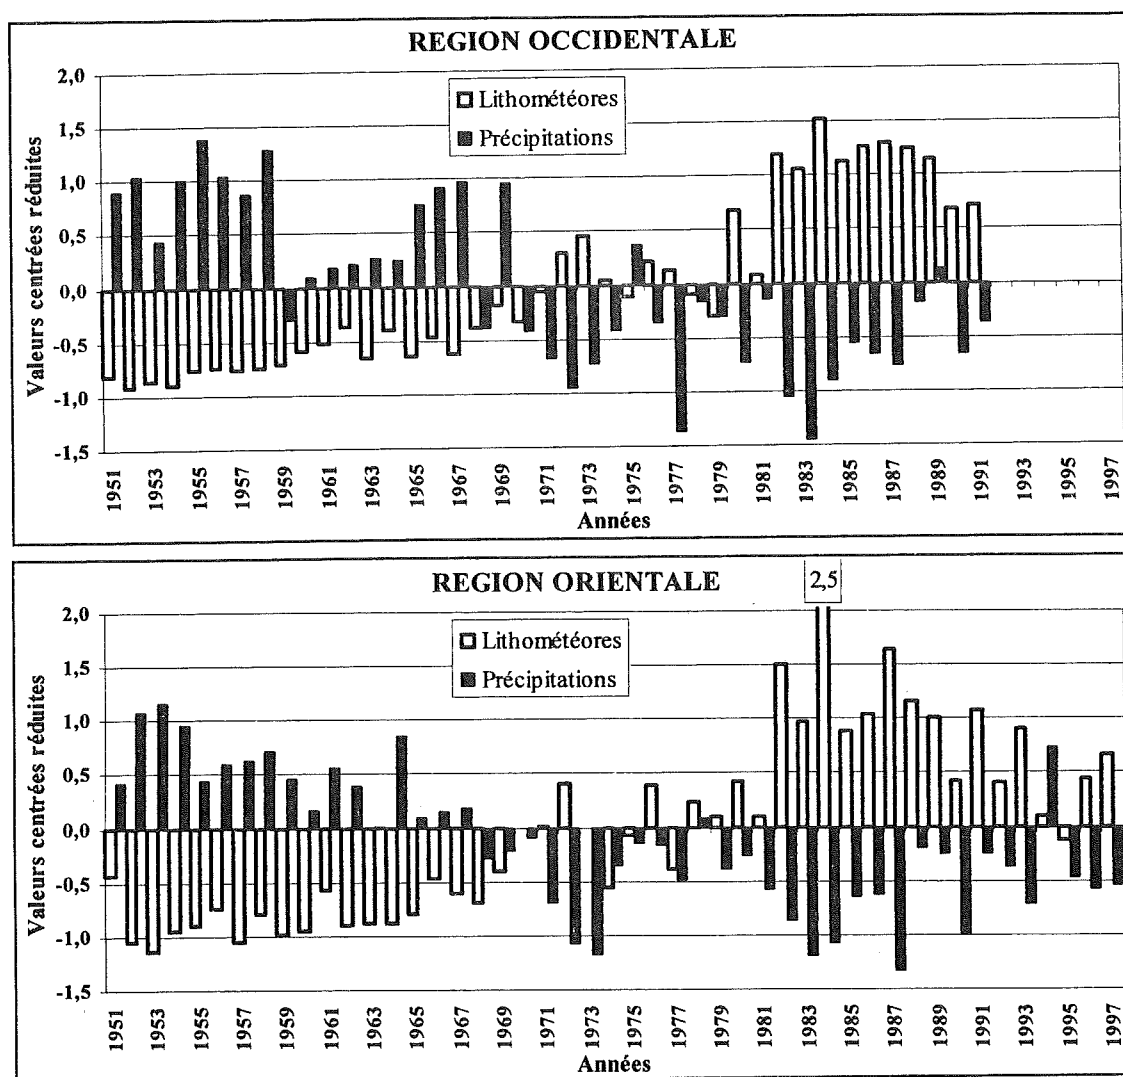 REGION OCCIDENTALE
2,0
1,5
1,0
0,5
0,0
-0,5
-1,0
-1,5
Valeurs centrées réduites
Lithométéores
Précipitations
1951 1953 1955 1957 1959 1961 1963 1965 1967 1969 1971 1973 1975 1977 1979 1981 1983 1985 1987 1989 1991 1993 1995 1997
Années
REGION ORIENTALE
2,5
2,0
1,5
1,0
0,5
0,0
-0,5
-1,0
-1,5
Valeurs centrées réduites
Lithométéores
Précipitations
1951 1953 1955 1957 1959 1961 1963 1965 1967 1969 1971 1973 1975 1977 1979 1981 1983 1985 1987 1989 1991 1993 1995 1997
Années